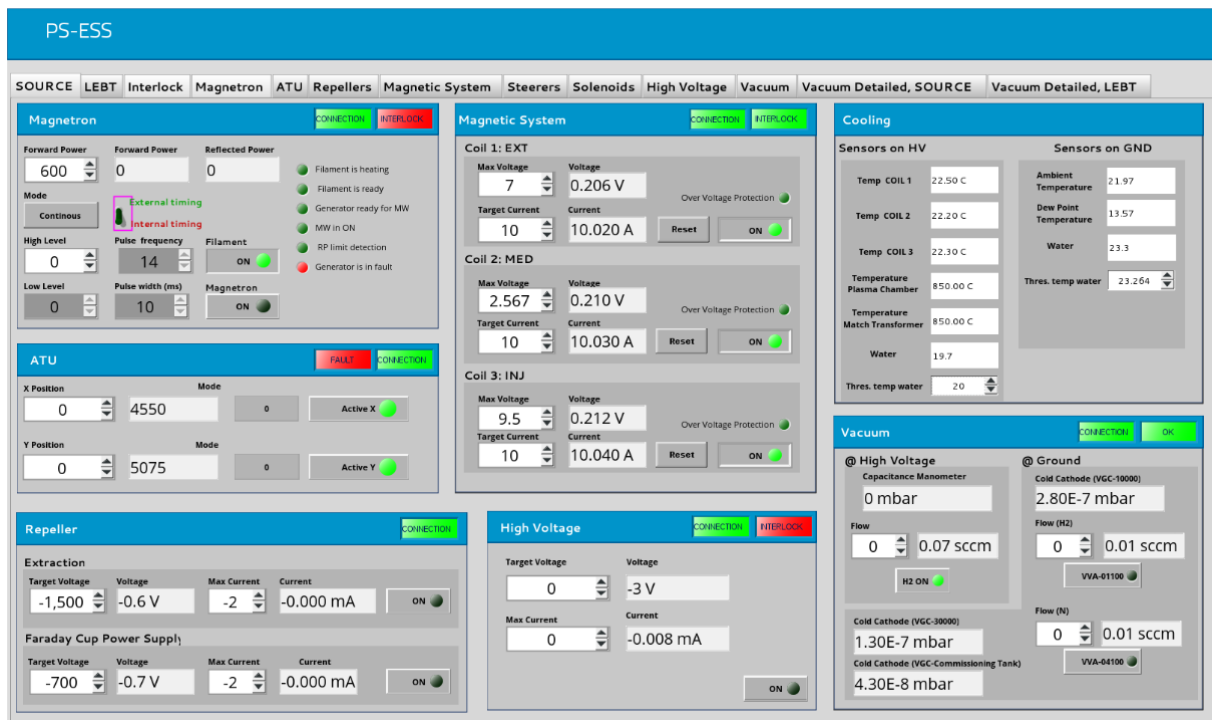 PS-ESS
SOURCE LEBT Interlock Magnetron ATU Repellers Magnetic System Steerers Solenoids High Voltage Vacuum Vacuum Detailed, SOURCE Vacuum Detailed, LEBT
Magnetron CONNECTION INTERLOCK
Forward Power Forward Power Reflected Power
600 0 0
Filament is heating
Filament is ready
Generator ready for MW
MW in ON
RP limit detection
Generator is in fault
Mode
Continous
External timing
Internal timing
High Level Pulse frequency Filament
0 14 ON
Low Level Pulse width (ms) Magnetron
0 10 ON
ATU FAULT CONNECTION
X Position Mode
0 4550 0 Active X
Y Position Mode
0 5075 0 Active Y
Repeller CONNECTION
Extraction
Target Voltage Voltage Max Current Current
-1,500 -0.6 V -2 -0.000 mA ON
Faraday Cup Power Supply
Target Voltage Voltage Max Current Current
-700 -0.7 V -2 -0.000 mA ON
Magnetic System CONNECTION INTERLOCK
Coil 1: EXT
Max Voltage Voltage
7 0.206 V Over Voltage Protection
Target Current Current
10 10.020 A Reset ON
Coil 2: MED
Max Voltage Voltage
2.567 0.210 V Over Voltage Protection
Target Current Current
10 10.030 A Reset ON
Coil 3: INJ
Max Voltage Voltage
9.5 0.212 V Over Voltage Protection
Target Current Current
10 10.040 A Reset ON
High Voltage CONNECTION INTERLOCK
Target Voltage Voltage
0 -3 V
Max Current Current
0 -0.008 mA
ON
Cooling
Sensors on HV
Temp COIL 1 22.50 C
Temp COIL 2 22.20 C
Temp COIL 3 22.30 C
Temperature
Plasma Chamber 850.00 C
Temperature
Match Transformer 850.00 C
Water 19.7
Thres. temp water 20
Sensors on GND
Ambient
Temperature 21.97
Dew Point
Temperature 13.57
Water 23.3
Thres. temp water 23.264
Vacuum CONNECTION OK
@ High Voltage
Capacitance Manometer
0 mbar
Flow
0 0.07 sccm
H2 ON
Cold Cathode (VGC-30000)
1.30E-7 mbar
Cold Cathode (VGC-Commissioning Tank)
4.30E-8 mbar
@ Ground
Cold Cathode (VGC-10000)
2.80E-7 mbar
Flow (H2)
0 0.01 sccm
VVA-01100
Flow (N)
0 0.01 sccm
VVA-04100